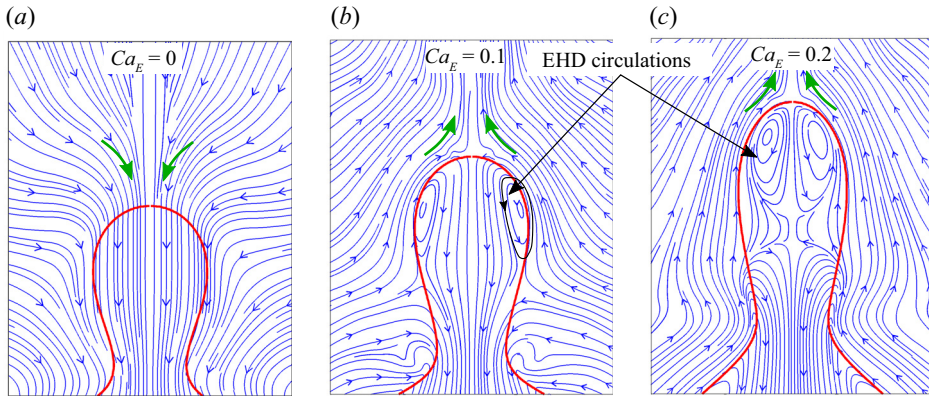 (a)
(b)
(c)
Ca_E = 0
Ca_E = 0.1
EHD circulations
Ca_E = 0.2